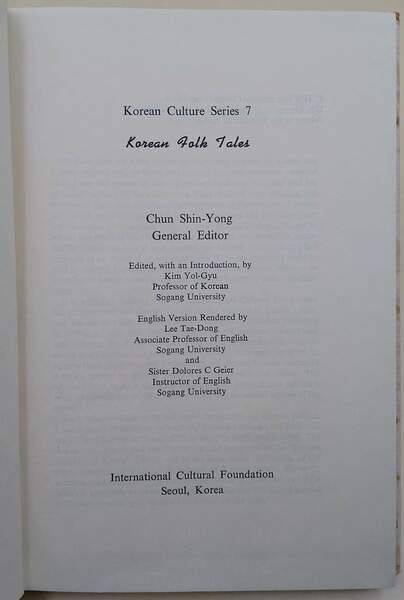 Korean Culture Series 7
Korean Folk Tales
Chun Shin-Yong
General Editor
Edited, with an Introduction, by
Kim Yol-Gyu
Professor of Korean
Sogang University
English Version Rendered by
Lee Tae-Dong
Associate Professor of English
Sogang University
and
Sister Dolores C Geier
Instructor of English
Sogang University
International Cultural Foundation
Seoul, Korea